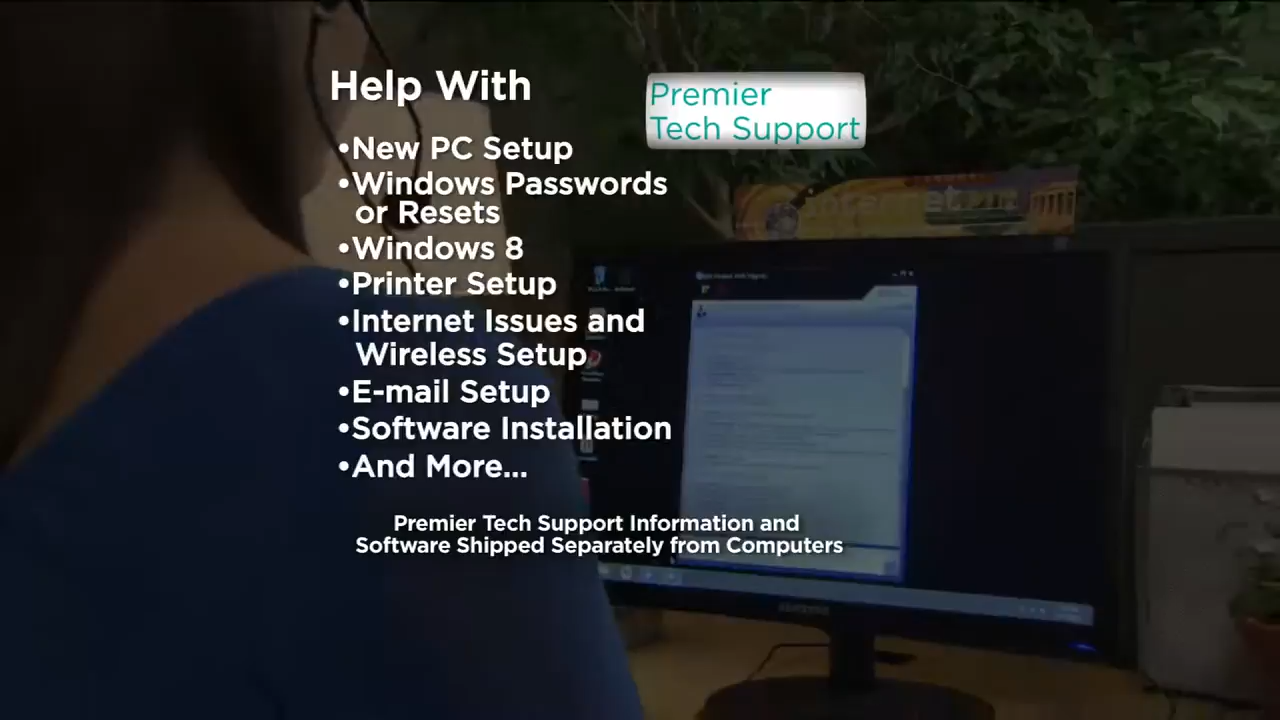 Help With
Premier
Tech Support
•New PC Setup
•Windows Passwords
or Resets
•Windows 8
•Printer Setup
•Internet Issues and
Wireless Setup
•E-mail Setup
•Software Installation
•And More...
Premier Tech Support Information and
Software Shipped Separately from Computers
SAMSUNG